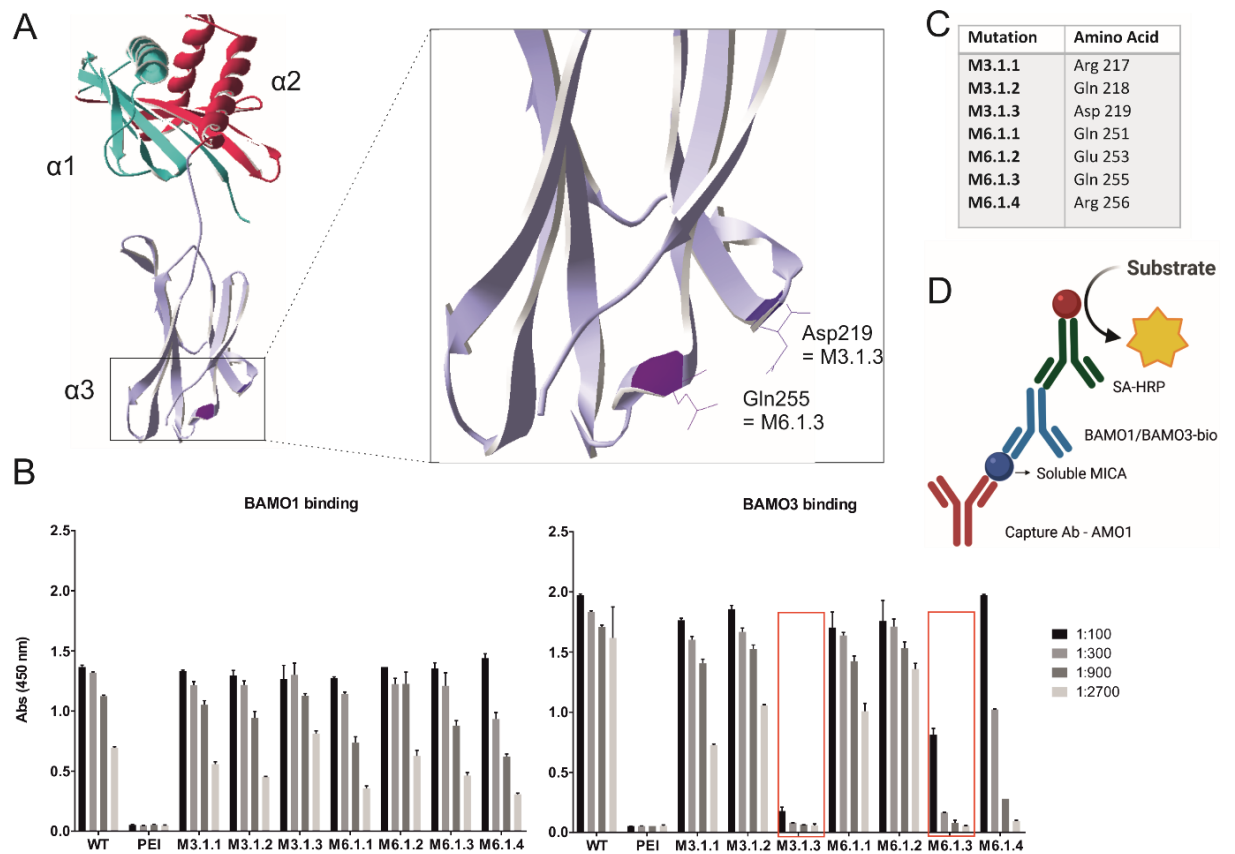 A
α2
α1
α3
Asp219
= M3.1.3
Gln255
= M6.1.3
C
Mutation Amino Acid
M3.1.1 Arg 217
M3.1.2 Gln 218
M3.1.3 Asp 219
M6.1.1 Gln 251
M6.1.2 Glu 253
M6.1.3 Gln 255
M6.1.4 Arg 256
D
Substrate
SA-HRP
BAMO1/BAMO3-bio
Soluble MICA
Capture Ab - AMO1
B
BAMO1 binding
Abs (450 nm)
2.5
2.0
1.5
1.0
0.5
0.0
WT PEI M3.1.1 M3.1.2 M3.1.3 M6.1.1 M6.1.2 M6.1.3 M6.1.4
BAMO3 binding
2.5
2.0
1.5
1.0
0.5
0.0
WT PEI M3.1.1 M3.1.2 M3.1.3 M6.1.1 M6.1.2 M6.1.3 M6.1.4
1:100
1:300
1:900
1:2700